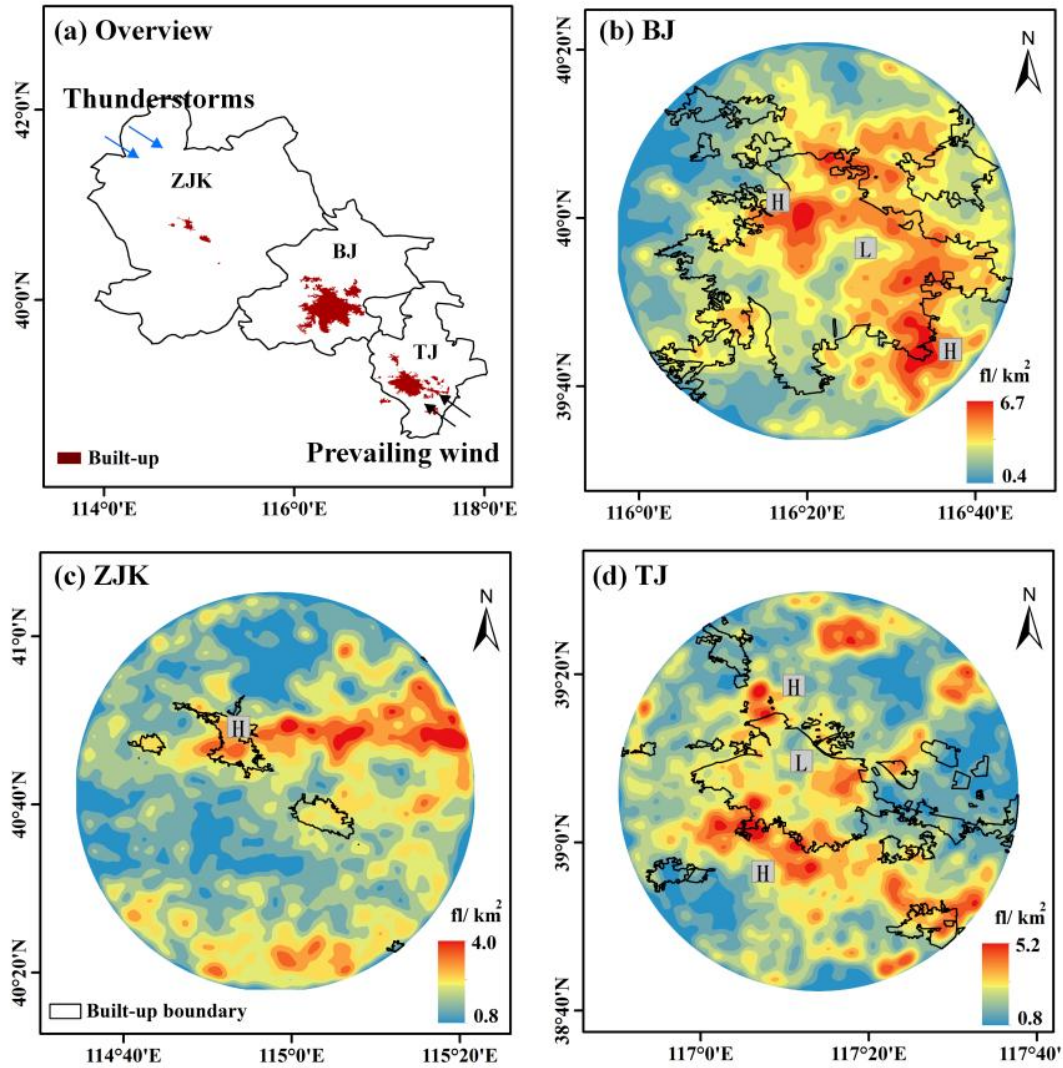 (a) Overview
Thunderstorms
ZJK
BJ
TJ
Prevailing wind
Built-up
42°0'N
40°0'N
114°0'E
116°0'E
118°0'E
(b) BJ
N
H
L
H
fl/ km²
6.7
0.4
40°20'N
40°0'N
39°40'N
116°0'E
116°20'E
116°40'E
(c) ZJK
N
H
fl/ km²
4.0
0.8
Built-up boundary
41°0'N
40°40'N
40°20'N
114°40'E
115°0'E
115°20'E
(d) TJ
N
H
L
H
fl/ km²
5.2
0.8
39°20'N
39°0'N
38°40'N
117°0'E
117°20'E
117°40'E